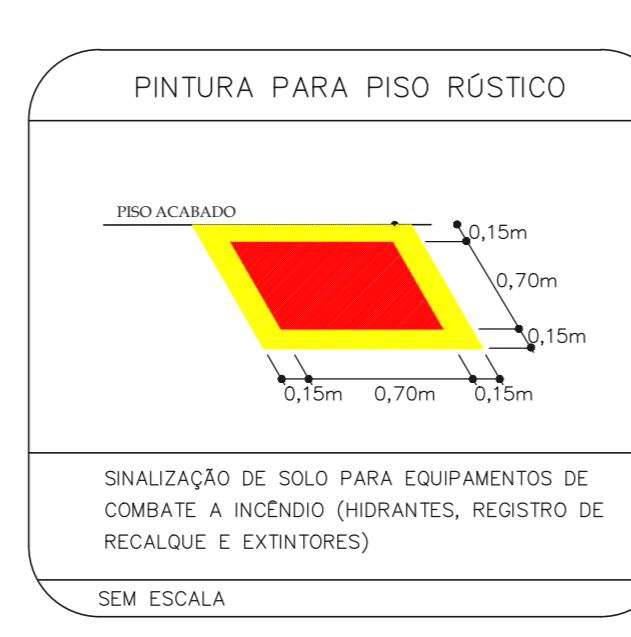 PINTURA PARA PISO RÚSTICO
PISO ACABADO
0,15m
0,70m
0,15m
0,15m 0,70m 0,15m
SINALIZAÇÃO DE SOLO PARA EQUIPAMENTOS DE
COMBATE A INCÊNDIO (HIDRANTES, REGISTRO DE
RECALQUE E EXTINTORES)
SEM ESCALA